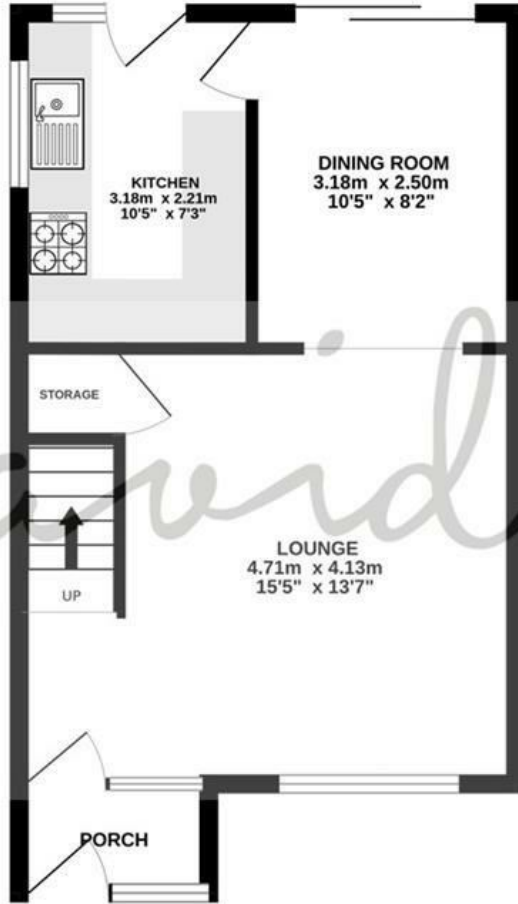 KITCHEN
3.18m x 2.21m
10'5" x 7'3"
DINING ROOM
3.18m x 2.50m
10'5" x 8'2"
STORAGE
UP
LOUNGE
4.71m x 4.13m
15'5" x 13'7"
PORCH